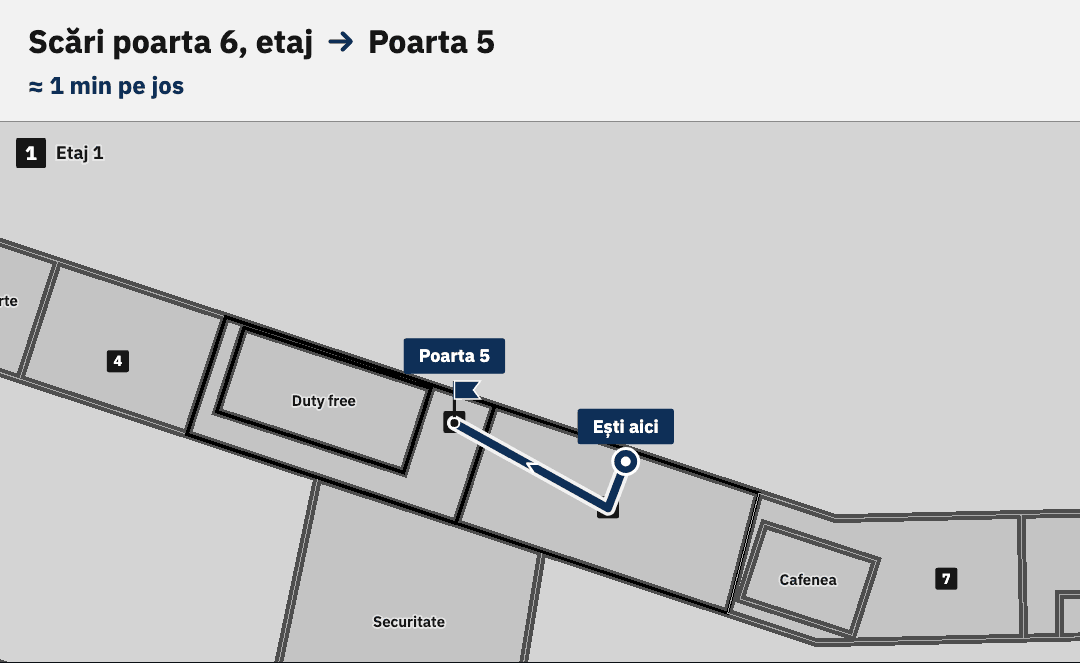 Scări poarta 6, etaj → Poarta 5
≈ 1 min pe jos
1 Etaj 1
rte
4
Duty free
Poarta 5
Ești aici
Cafenea
7
Securitate